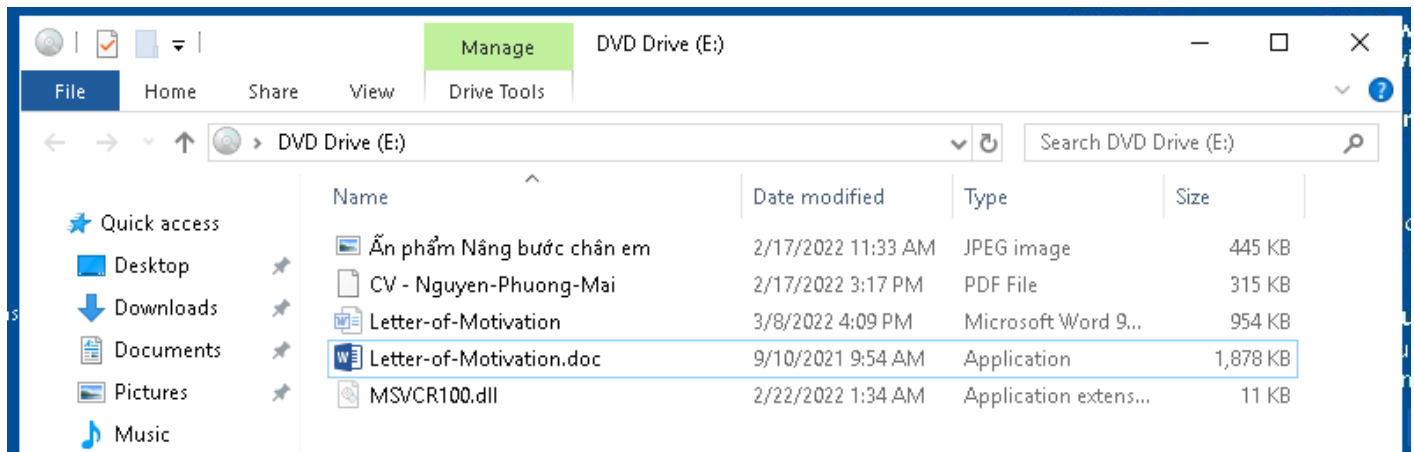 Manage DVD Drive (E:)
File Home Share View Drive Tools
DVD Drive (E:) Search DVD Drive (E:)
Name Date modified Type Size
Quick access
Desktop
Downloads
Documents
Pictures
Music
Ấn phẩm Nâng bước chân em 2/17/2022 11:33 AM JPEG image 445 KB
CV - Nguyen-Phuong-Mai 2/17/2022 3:17 PM PDF File 315 KB
Letter-of-Motivation 3/8/2022 4:09 PM Microsoft Word 9... 954 KB
Letter-of-Motivation.doc 9/10/2021 9:54 AM Application 1,878 KB
MSVCR100.dll 2/22/2022 1:34 AM Application extens... 11 KB